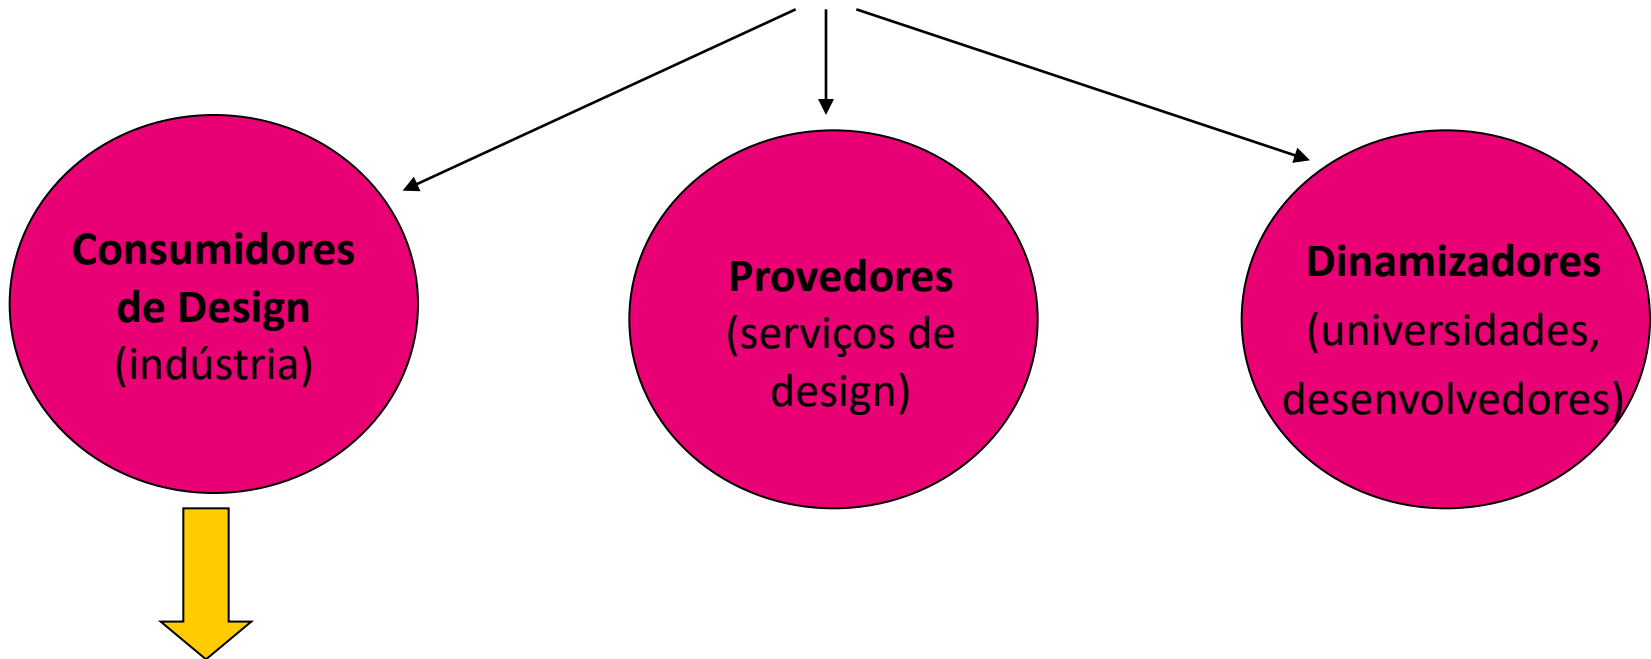 Consumidores
de Design
(indústria)
Provedores
(serviços de
design)
Dinamizadores
(universidades,
desenvolvedores)